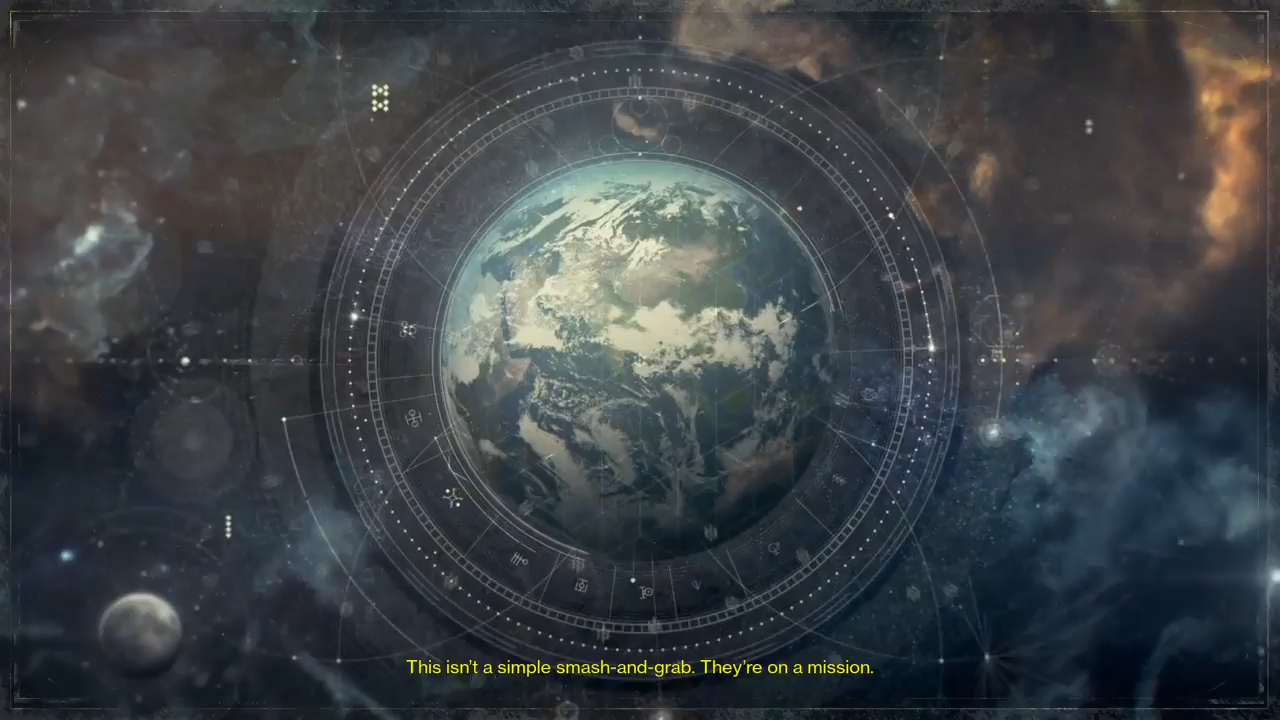 This isn't a simple smash-and-grab. They're on a mission.